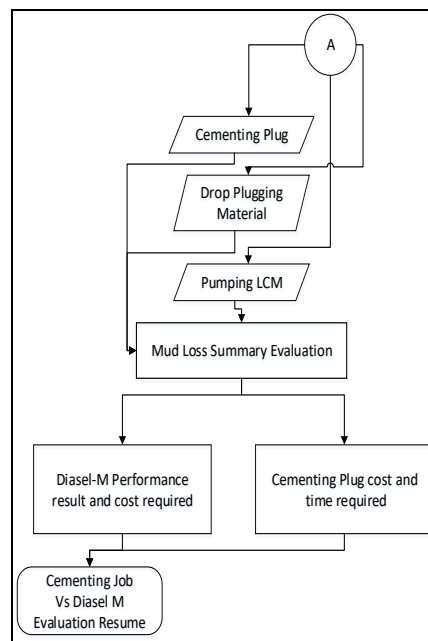 A
Cementing Plug
Drop Plugging
Material
Pumping LCM
Mud Loss Summary Evaluation
Diasel-M Performance
result and cost required
Cementing Plug cost and
time required
Cementing Job
Vs Diasel M
Evaluation Resume